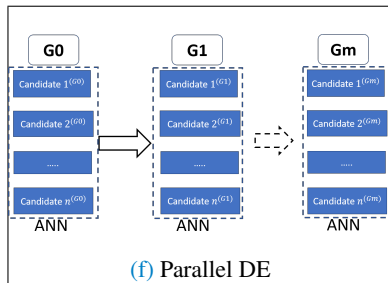 G0 G1 Gm
Candidate 1^(G0) Candidate 1^(G1) Candidate 1^(Gm)
Candidate 2^(G0) Candidate 2^(G1) Candidate 2^(Gm)
..... ..... .....
Candidate n^(G0) Candidate n^(G1) Candidate n^(Gm)
ANN ANN ANN
(f) Parallel DE